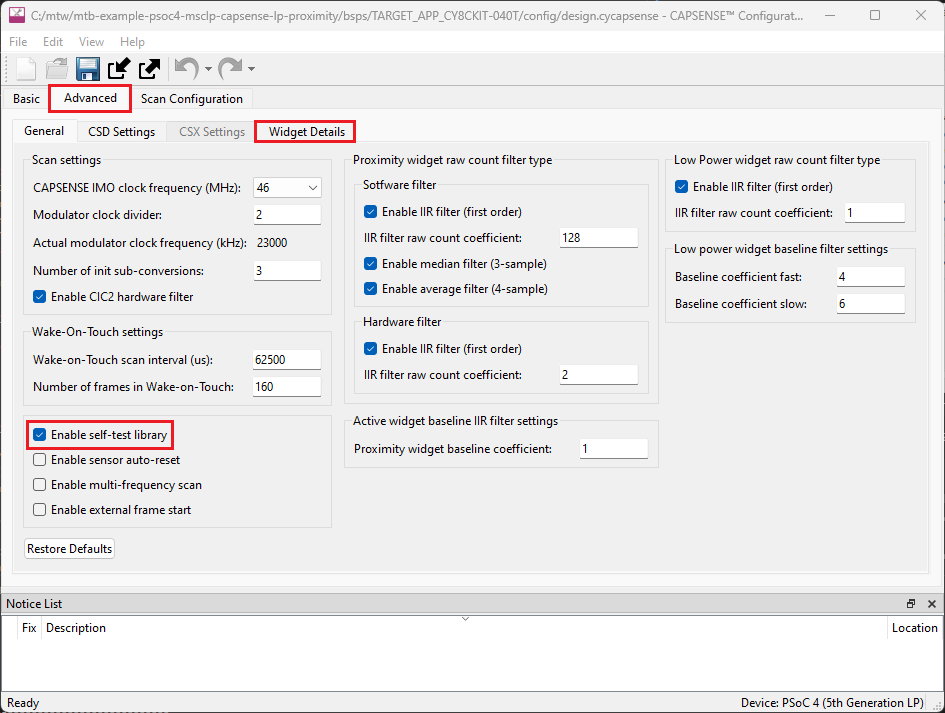 C:/mtw/mtb-example-psoc4-msclp-capsense-lp-proximity/bsps/TARGET_APP_CY8CKIT-040T/config/design.cycapsense - CAPSENSE™ Configurat...
File Edit View Help
Basic Advanced Scan Configuration
General CSD Settings CSX Settings Widget Details
Scan settings
CAPSENSE IMO clock frequency (MHz): 46
Modulator clock divider: 2
Actual modulator clock frequency (kHz): 23000
Number of init sub-conversions: 3
Enable CIC2 hardware filter
Wake-On-Touch settings
Wake-on-Touch scan interval (us): 62500
Number of frames in Wake-on-Touch: 160
Enable self-test library
Enable sensor auto-reset
Enable multi-frequency scan
Enable external frame start
Restore Defaults
Proximity widget raw count filter type
Software filter
Enable IIR filter (first order)
IIR filter raw count coefficient: 128
Enable median filter (3-sample)
Enable average filter (4-sample)
Hardware filter
Enable IIR filter (first order)
IIR filter raw count coefficient: 2
Active widget baseline IIR filter settings
Proximity widget baseline coefficient: 1
Low Power widget raw count filter type
Enable IIR filter (first order)
IIR filter raw count coefficient: 1
Low power widget baseline filter settings
Baseline coefficient fast: 4
Baseline coefficient slow: 6
Notice List
Fix Description Location
Ready Device: PSoC 4 (5th Generation LP)